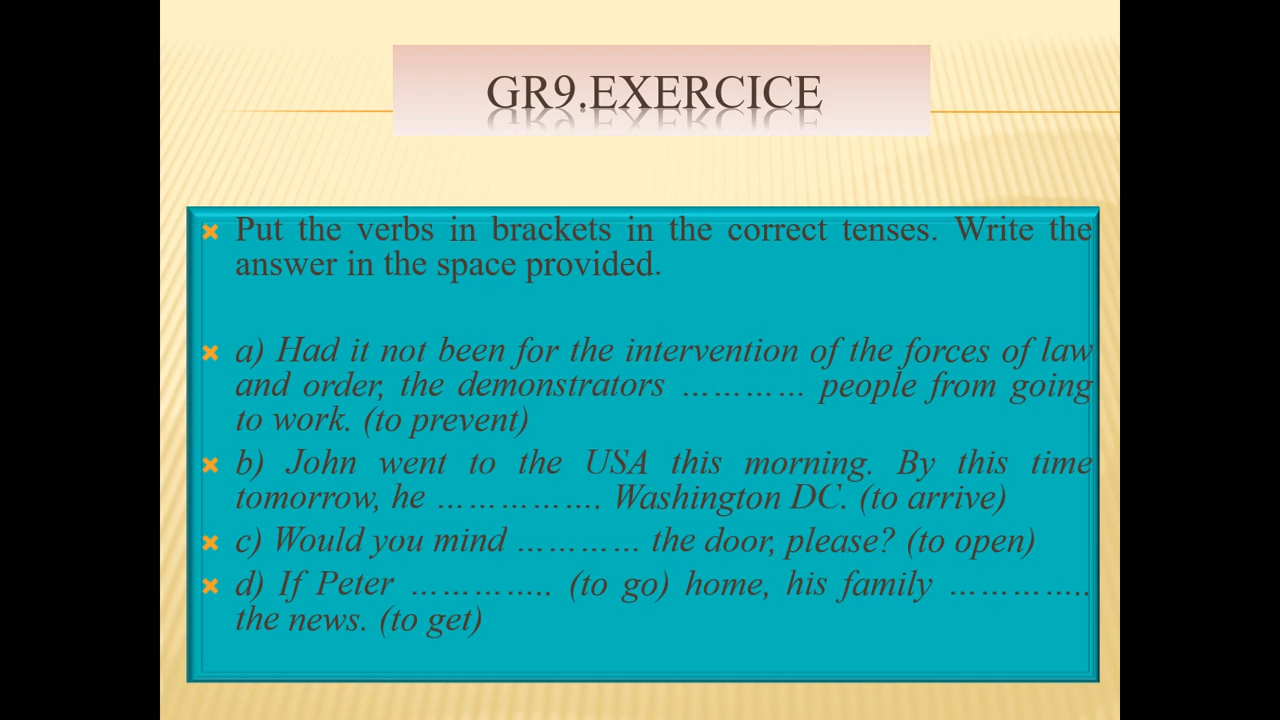 GR9.EXERCICE
Put the verbs in brackets in the correct tenses. Write the
answer in the space provided.
a) Had it not been for the intervention of the forces of law
and order, the demonstrators ………… people from going
to work. (to prevent)
b) John went to the USA this morning. By this time
tomorrow, he ……………. Washington DC. (to arrive)
c) Would you mind ………… the door, please? (to open)
d) If Peter ………….. (to go) home, his family …………..
the news. (to get)